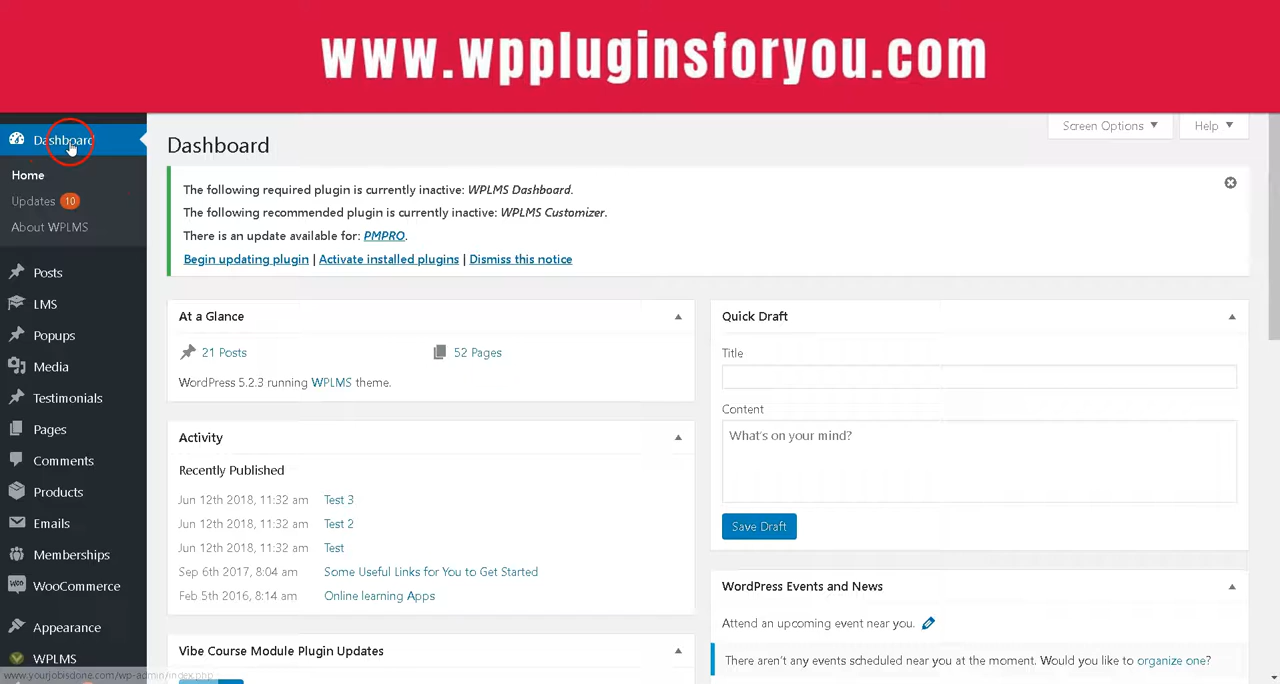 www.wppluginsforyou.com
Dashboard
Home
Updates 10
About WPLMS
Posts
LMS
Popups
Media
Testimonials
Pages
Comments
Products
Emails
Memberships
WooCommerce
Appearance
WPLMS
www.yourjobisdone.com/wp-admin/index.php
Screen Options
Help
Dashboard
The following required plugin is currently inactive: WPLMS Dashboard.
The following recommended plugin is currently inactive: WPLMS Customizer.
There is an update available for: PMPRO.
Begin updating plugin | Activate installed plugins | Dismiss this notice
At a Glance
21 Posts
52 Pages
WordPress 5.2.3 running WPLMS theme.
Activity
Recently Published
Jun 12th 2018, 11:32 am Test 3
Jun 12th 2018, 11:32 am Test 2
Jun 12th 2018, 11:32 am Test
Sep 6th 2017, 8:04 am Some Useful Links for You to Get Started
Feb 5th 2016, 8:14 am Online learning Apps
Vibe Course Module Plugin Updates
Quick Draft
Title
Content
What's on your mind?
Save Draft
WordPress Events and News
Attend an upcoming event near you.
There aren't any events scheduled near you at the moment. Would you like to organize one?